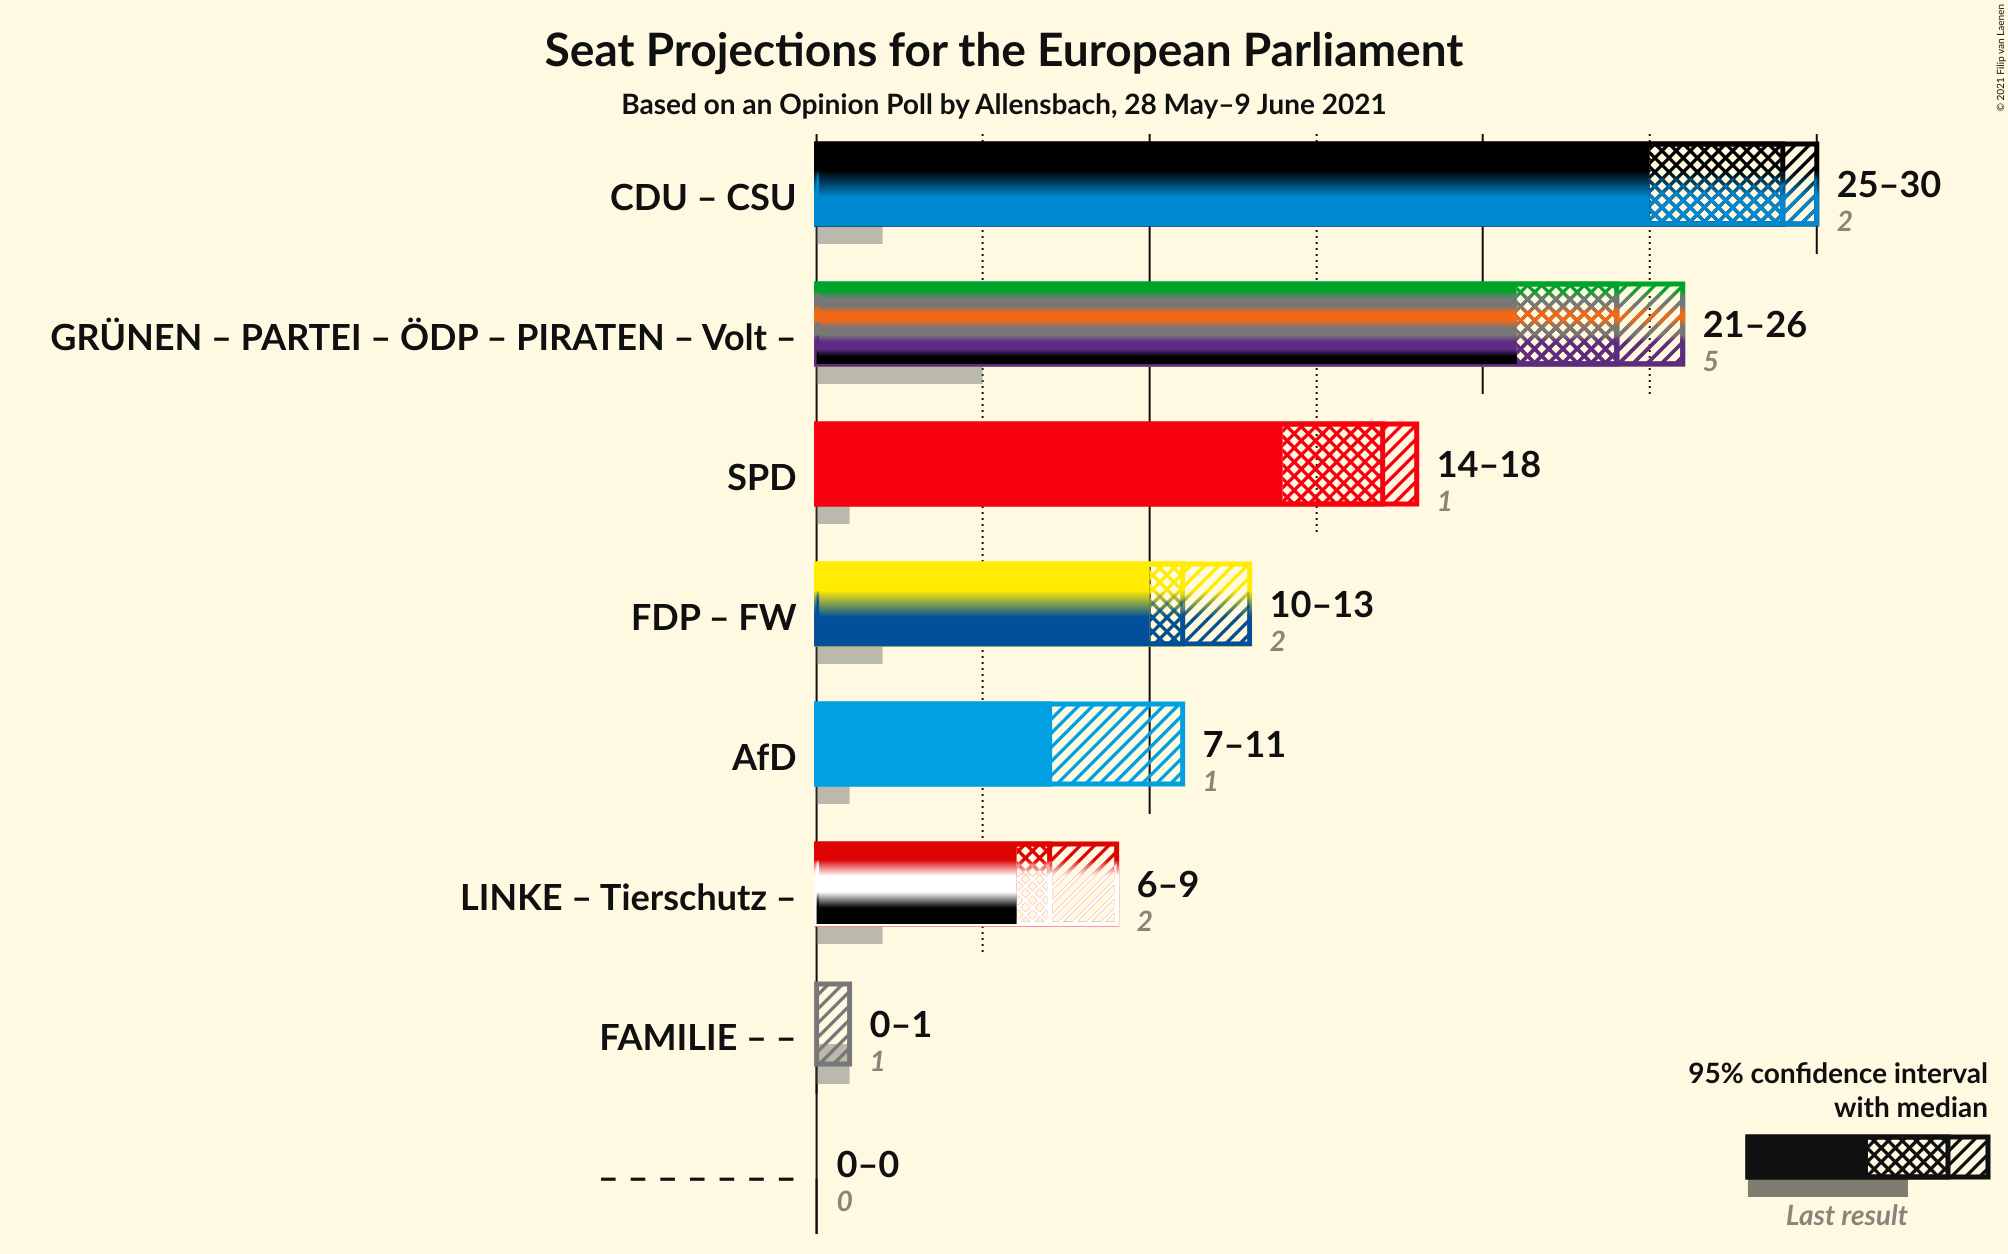 Seat Projections for the European Parliament
Based on an Opinion Poll by Allensbach, 28 May–9 June 2021
© 2021 Filip van Laenen
CDU – CSU
25–30
2
GRÜNEN – PARTEI – ÖDP – PIRATEN – Volt –
21–26
5
SPD
14–18
1
FDP – FW
10–13
2
AfD
7–11
1
LINKE – Tierschutz –
6–9
2
FAMILIE – –
0–1
1
– – – – – – –
0–0
0
95% confidence interval
with median
Last result